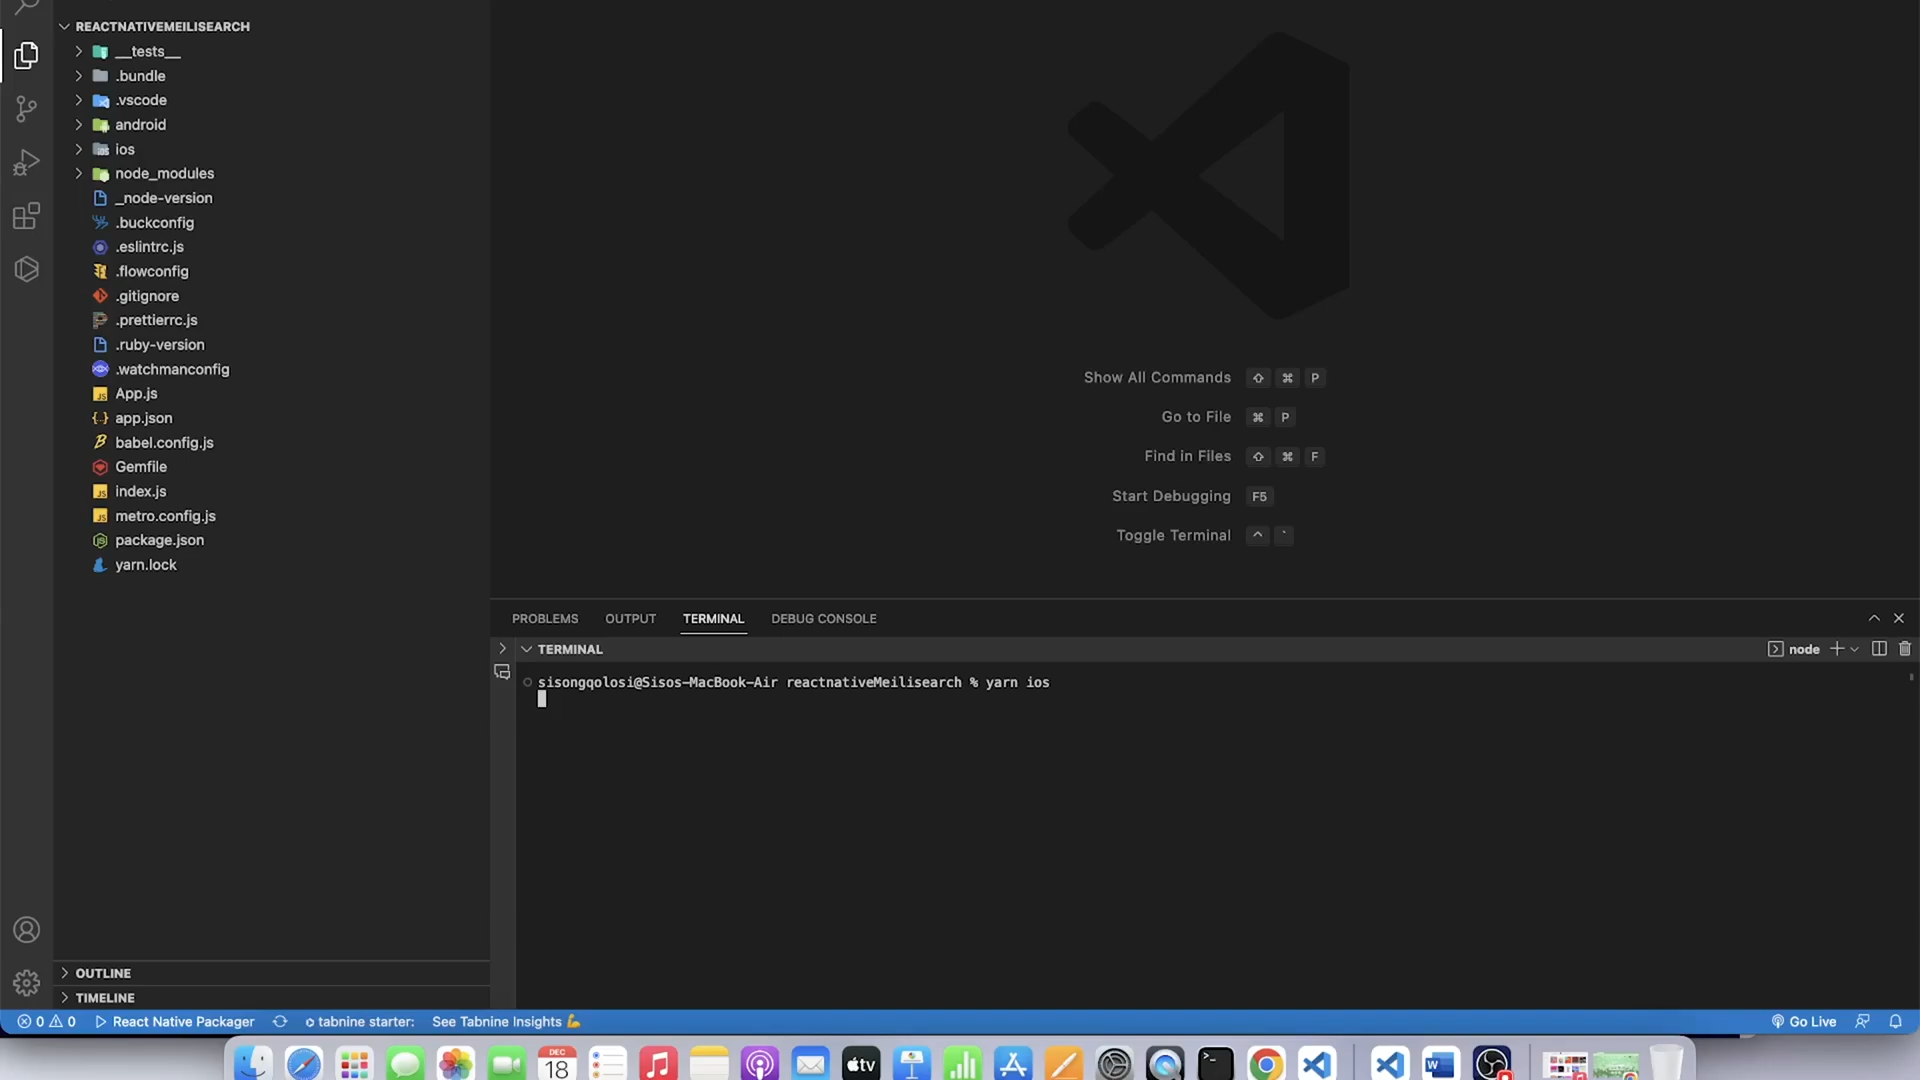 REACTNATIVEMEILISEARCH
__tests__
.bundle
.vscode
android
ios
node_modules
_node-version
.buckconfig
.eslintrc.js
.flowconfig
.gitignore
.prettierrc.js
.ruby-version
.watchmanconfig
App.js
app.json
babel.config.js
Gemfile
index.js
metro.config.js
package.json
yarn.lock
Show All Commands ⇧ ⌘ P
Go to File ⌘ P
Find in Files ⇧ ⌘ F
Start Debugging F5
Toggle Terminal ^ `
PROBLEMS OUTPUT TERMINAL DEBUG CONSOLE
TERMINAL
node
sisongqolosi@Sisos-MacBook-Air reactnativeMeilisearch % yarn ios
OUTLINE
TIMELINE
0 0 React Native Packager tabnine starter: See Tabnine Insights 💪
Go Live
DEC
18
tv